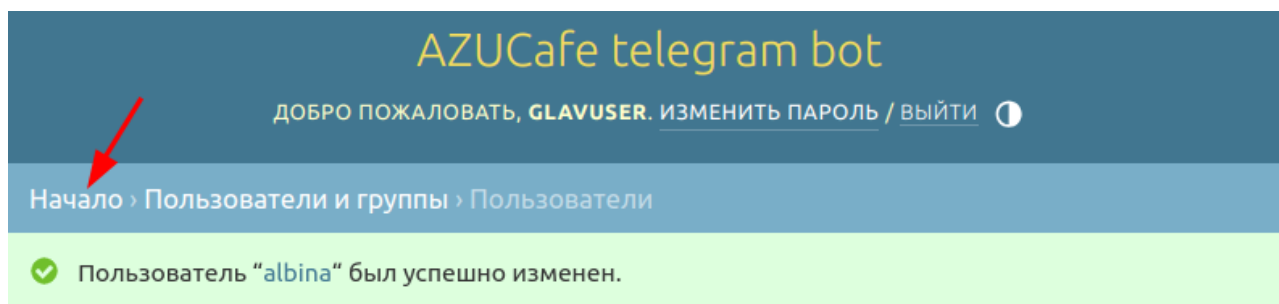 AZUCafe telegram bot
ДОБРО ПОЖАЛОВАТЬ, GLAVUSER. ИЗМЕНИТЬ ПАРОЛЬ / ВЫЙТИ
Начало › Пользователи и группы › Пользователи
Пользователь “albina“ был успешно изменен.